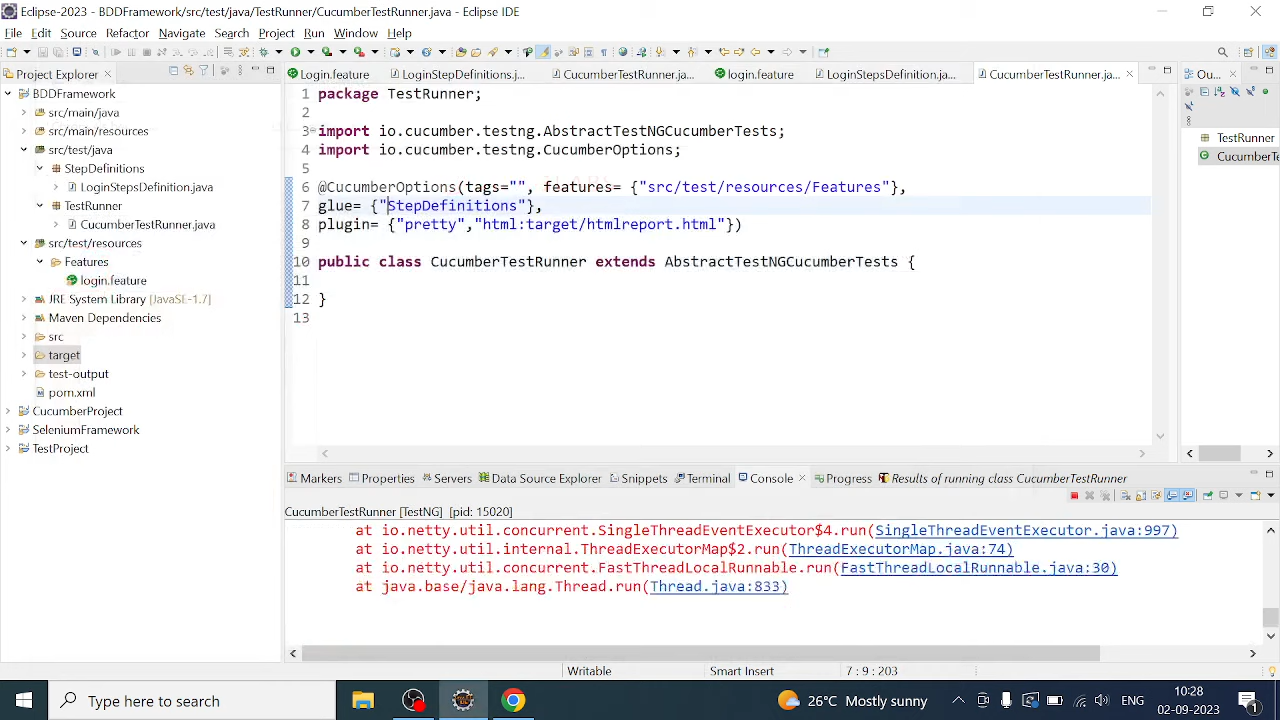 Eclipse-2023 - BDDFramework/src/test/java/TestRunner/CucumberTestRunner.java - Eclipse IDE
File Edit Source Refactor Navigate Search Project Run Window Help
Project Explorer
Login.feature LoginStepDefinitions.j... CucumberTestRunner.ja... login.feature LoginStepsDefinition.ja... CucumberTestRunner.ja... Ou...
BDDFramework
src/main/java
src/main/resources
src/test/java
StepDefinitions
LoginStepsDefinition.java
TestRunner
CucumberTestRunner.java
src/test/resources
Features
login.feature
JRE System Library [JavaSE-1.7]
Maven Dependencies
src
target
test-output
pom.xml
CucumberProject
SeleniumFramework
TestProject
1 package TestRunner;
2
3 import io.cucumber.testng.AbstractTestNGCucumberTests;
4 import io.cucumber.testng.CucumberOptions;
5
6 @CucumberOptions(tags="", features= {"src/test/resources/Features"},
7 glue= {"StepDefinitions"},
8 plugin= {"pretty","html:target/htmlreport.html"})
9
10 public class CucumberTestRunner extends AbstractTestNGCucumberTests {
11
12 }
13
TestRunner
CucumberTe
Markers Properties Servers Data Source Explorer Snippets Terminal Console Progress Results of running class CucumberTestRunner
CucumberTestRunner [TestNG] [pid: 15020]
at io.netty.util.concurrent.SingleThreadEventExecutor$4.run(SingleThreadEventExecutor.java:997)
at io.netty.util.internal.ThreadExecutorMap$2.run(ThreadExecutorMap.java:74)
at io.netty.util.concurrent.FastThreadLocalRunnable.run(FastThreadLocalRunnable.java:30)
at java.base/java.lang.Thread.run(Thread.java:833)
Writable Smart Insert 7 : 9 : 203
Type here to search
26°C Mostly sunny
ENG
10:28
02-09-2023
1